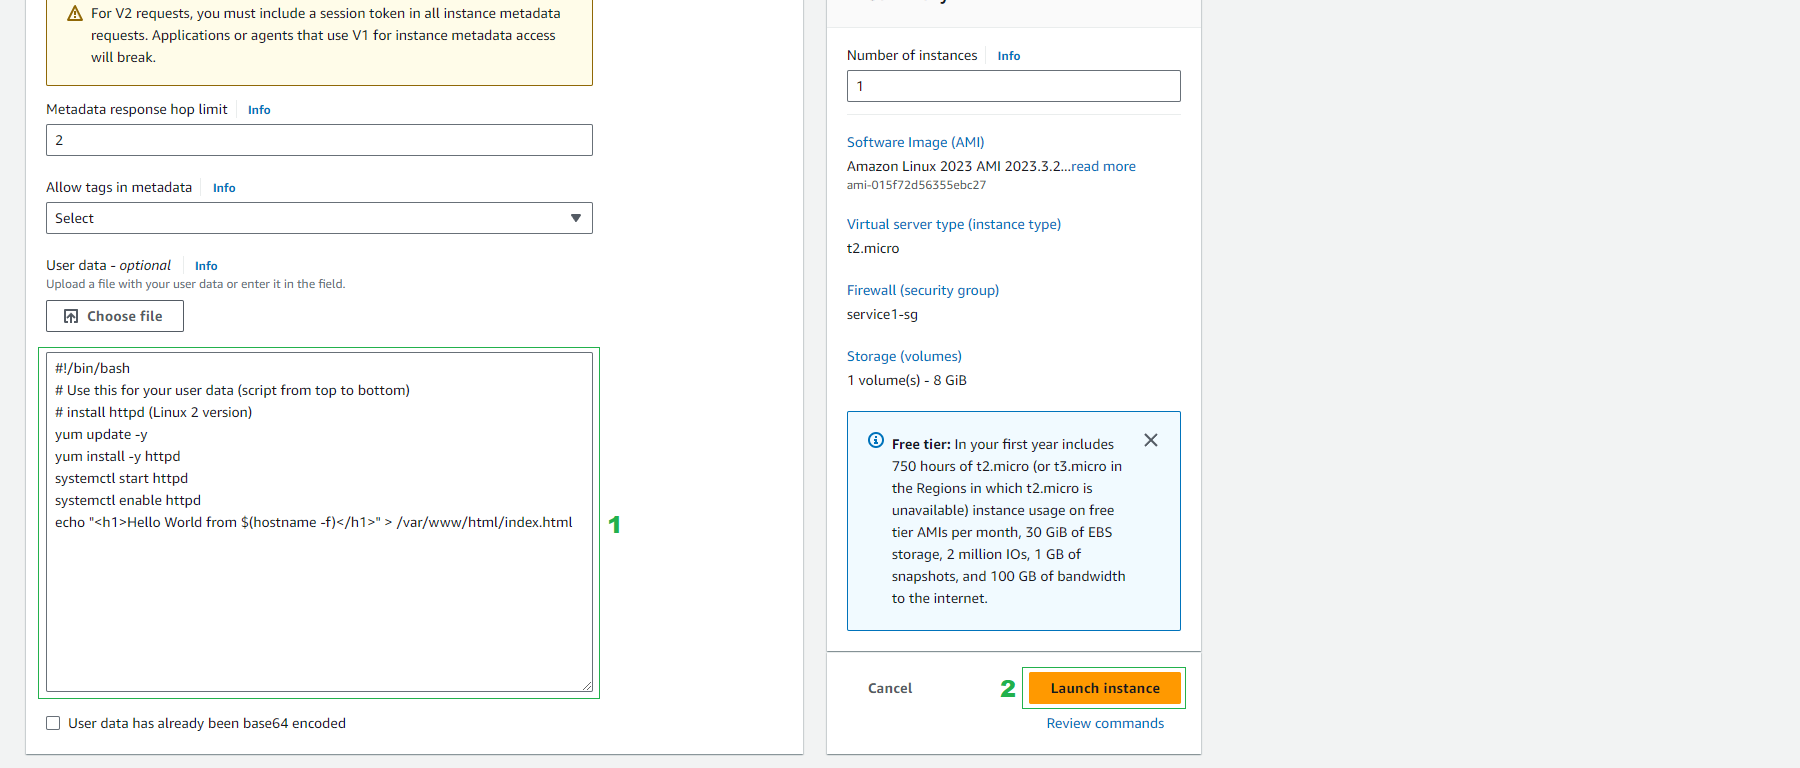 For V2 requests, you must include a session token in all instance metadata
requests. Applications or agents that use V1 for instance metadata access
will break.
Metadata response hop limit Info
2
Allow tags in metadata Info
Select
User data - optional Info
Upload a file with your user data or enter it in the field.
Choose file
#!/bin/bash
# Use this for your user data (script from top to bottom)
# install httpd (Linux 2 version)
yum update -y
yum install -y httpd
systemctl start httpd
systemctl enable httpd
echo "<h1>Hello World from $(hostname -f)</h1>" > /var/www/html/index.html
1
User data has already been base64 encoded
Number of instances Info
1
Software Image (AMI)
Amazon Linux 2023 AMI 2023.3.2...read more
ami-015f72d56355ebc27
Virtual server type (instance type)
t2.micro
Firewall (security group)
service1-sg
Storage (volumes)
1 volume(s) - 8 GiB
Free tier: In your first year includes
750 hours of t2.micro (or t3.micro in
the Regions in which t2.micro is
unavailable) instance usage on free
tier AMIs per month, 30 GiB of EBS
storage, 2 million IOs, 1 GB of
snapshots, and 100 GB of bandwidth
to the internet.
Cancel
2
Launch instance
Review commands